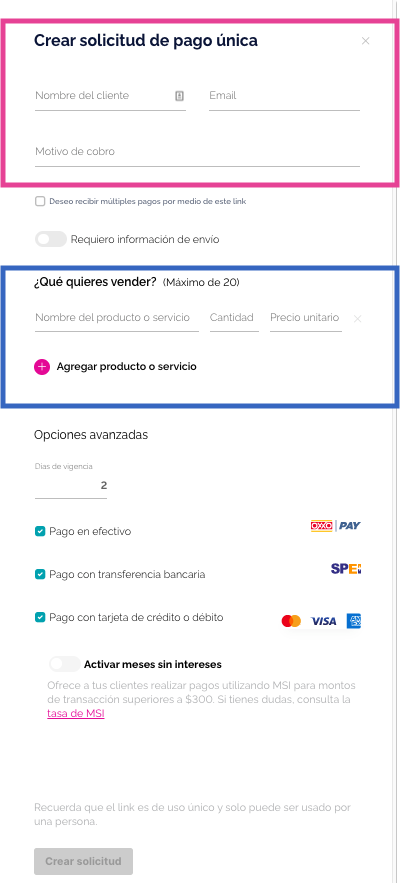 Crear solicitud de pago única
Nombre del cliente
Email
Motivo de cobro
Deseo recibir múltiples pagos por medio de este link
Requiero información de envío
¿Qué quieres vender? (Máximo de 20)
Nombre del producto o servicio Cantidad Precio unitario
Agregar producto o servicio
Opciones avanzadas
Días de vigencia
2
Pago en efectivo
OXXO PAY
Pago con transferencia bancaria
SPEI
Pago con tarjeta de crédito o débito
VISA
Activar meses sin intereses
Ofrece a tus clientes realizar pagos utilizando MSI para montos
de transacción superiores a $300. Si tienes dudas, consulta la
tasa de MSI
Recuerda que el link es de uso único y solo puede ser usado por
una persona.
Crear solicitud